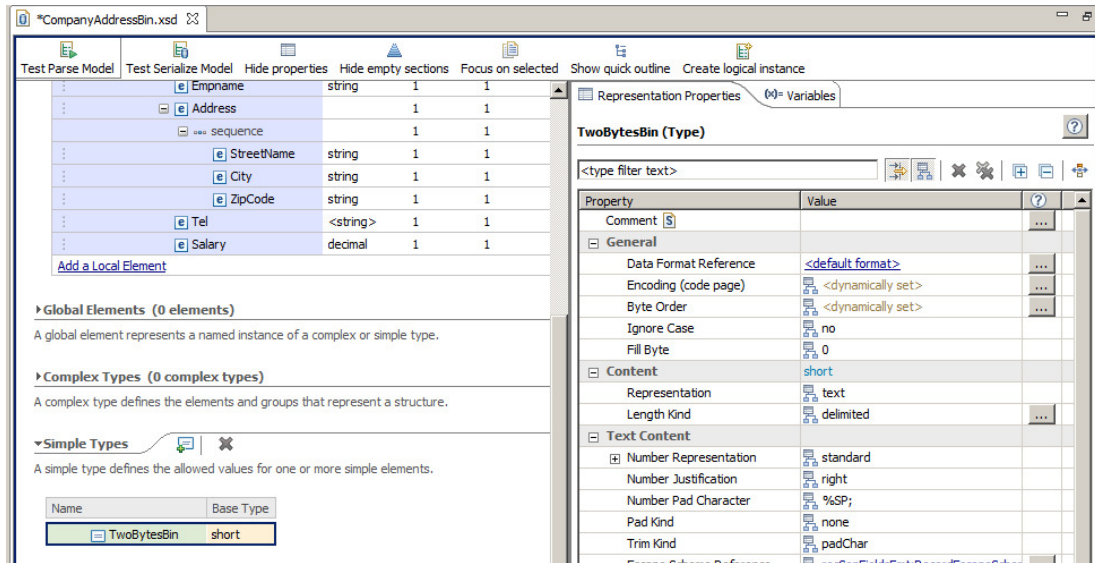 *CompanyAddressBin.xsd
Test Parse Model Test Serialize Model Hide properties Hide empty sections Focus on selected Show quick outline Create logical instance
e Empname string 1 1
e Address 1 1
sequence 1 1
e StreetName string 1 1
e City string 1 1
e ZipCode string 1 1
e Tel <string> 1 1
e Salary decimal 1 1
Add a Local Element
Global Elements (0 elements)
A global element represents a named instance of a complex or simple type.
Complex Types (0 complex types)
A complex type defines the elements and groups that represent a structure.
Simple Types
A simple type defines the allowed values for one or more simple elements.
Name Base Type
TwoBytesBin short
Representation Properties (x)= Variables
TwoBytesBin (Type)
<type filter text>
Property Value
Comment S ...
General
Data Format Reference <default format> ...
Encoding (code page) <dynamically set> ...
Byte Order <dynamically set> ...
Ignore Case no
Fill Byte 0
Content short
Representation text
Length Kind delimited ...
Text Content
Number Representation standard
Number Justification right
Number Pad Character %SP;
Pad Kind none
Trim Kind padChar